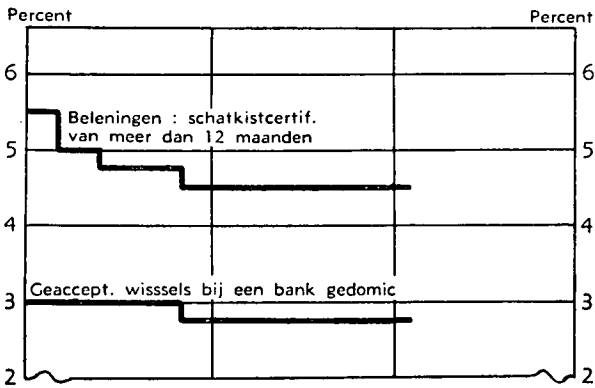 Percent Percent
6 6
Beleningen : schatkistcertif.
van meer dan 12 maanden
5 5
4 4
Geaccept. wisssels bij een bank gedomic
3 3
2 2